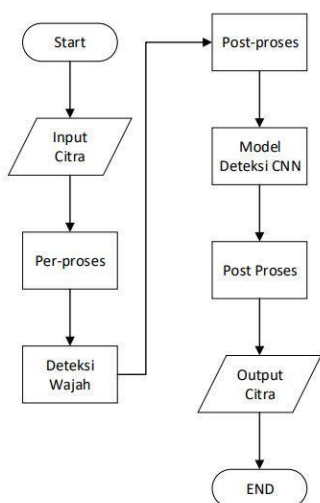 Start
Input
Citra
Per-proses
Deteksi
Wajah
Post-proses
Model
Deteksi CNN
Post Proses
Output
Citra
END